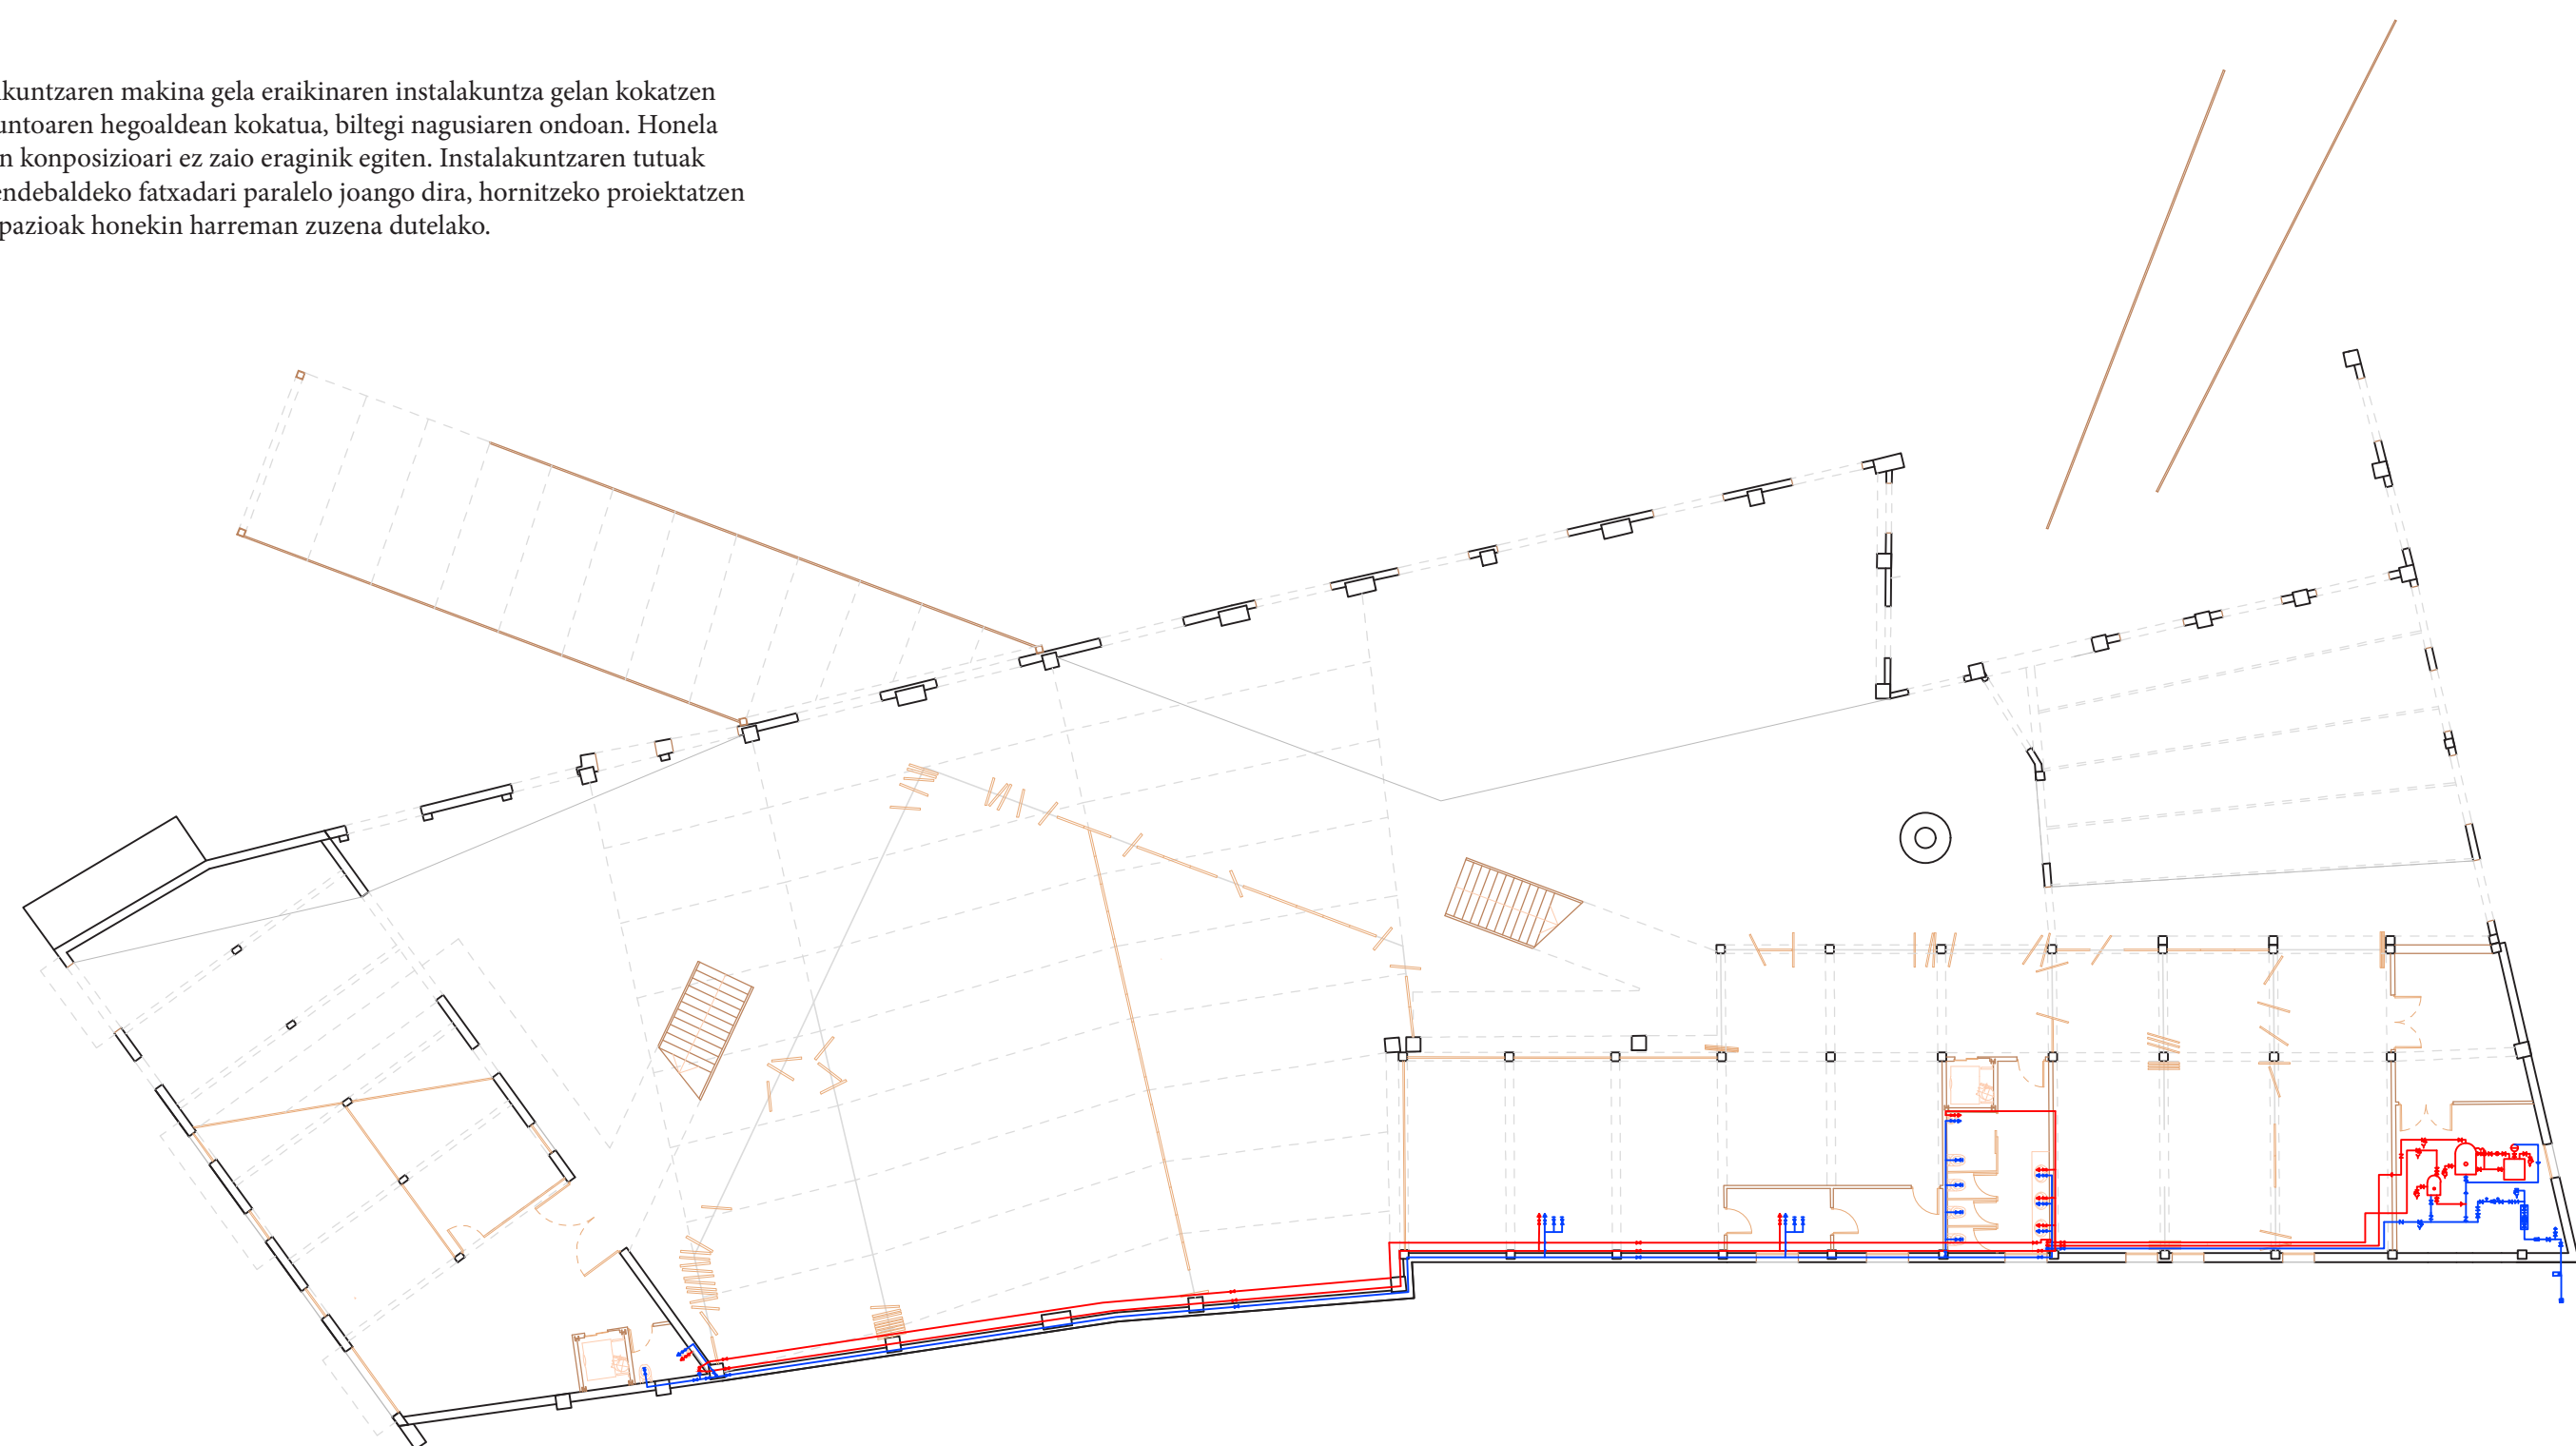 kuntzaren makina gela eraikinaren instalakuntza gelan kokatzen
untoaren hegoaldean kokatua, biltegi nagusiaren ondoan. Honela
n konposizioari ez zaio eraginik egiten. Instalakuntzaren tutuak
endebaldeko fatxadari paralelo joango dira, hornitzeko proiektatzen
pazioak honekin harreman zuzena dutelako.